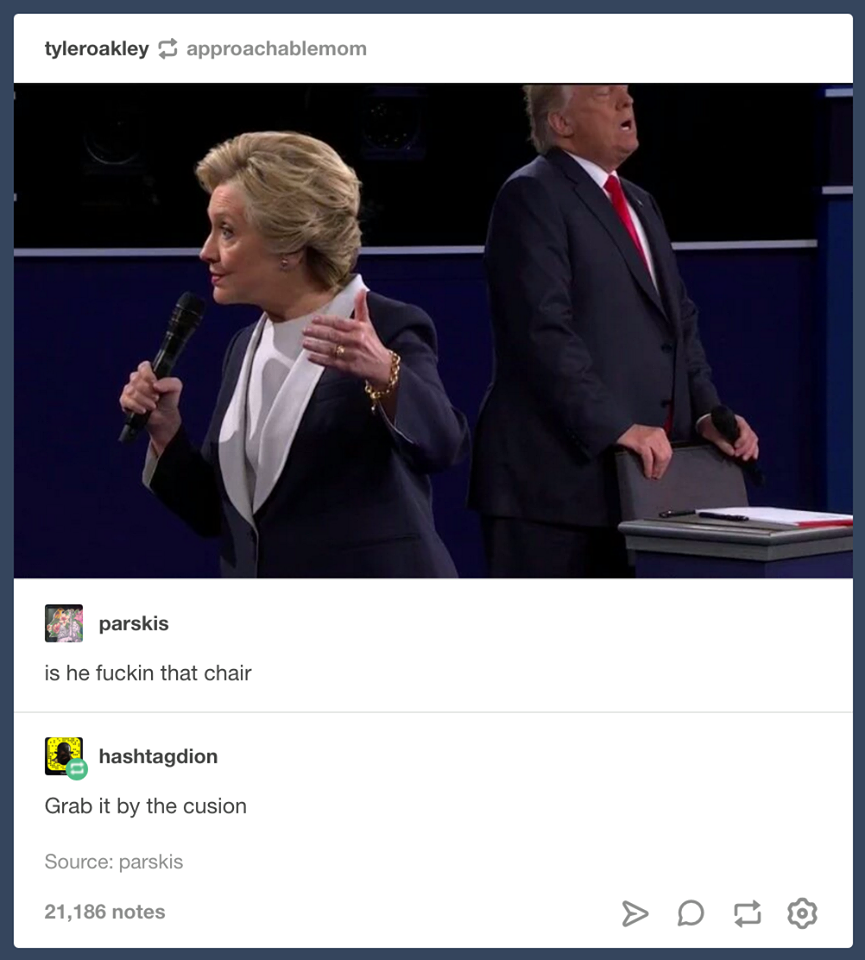 tyleroakley approachablemom
parskis
is he fuckin that chair
hashtagdion
Grab it by the cusion
Source: parskis
21,186 notes